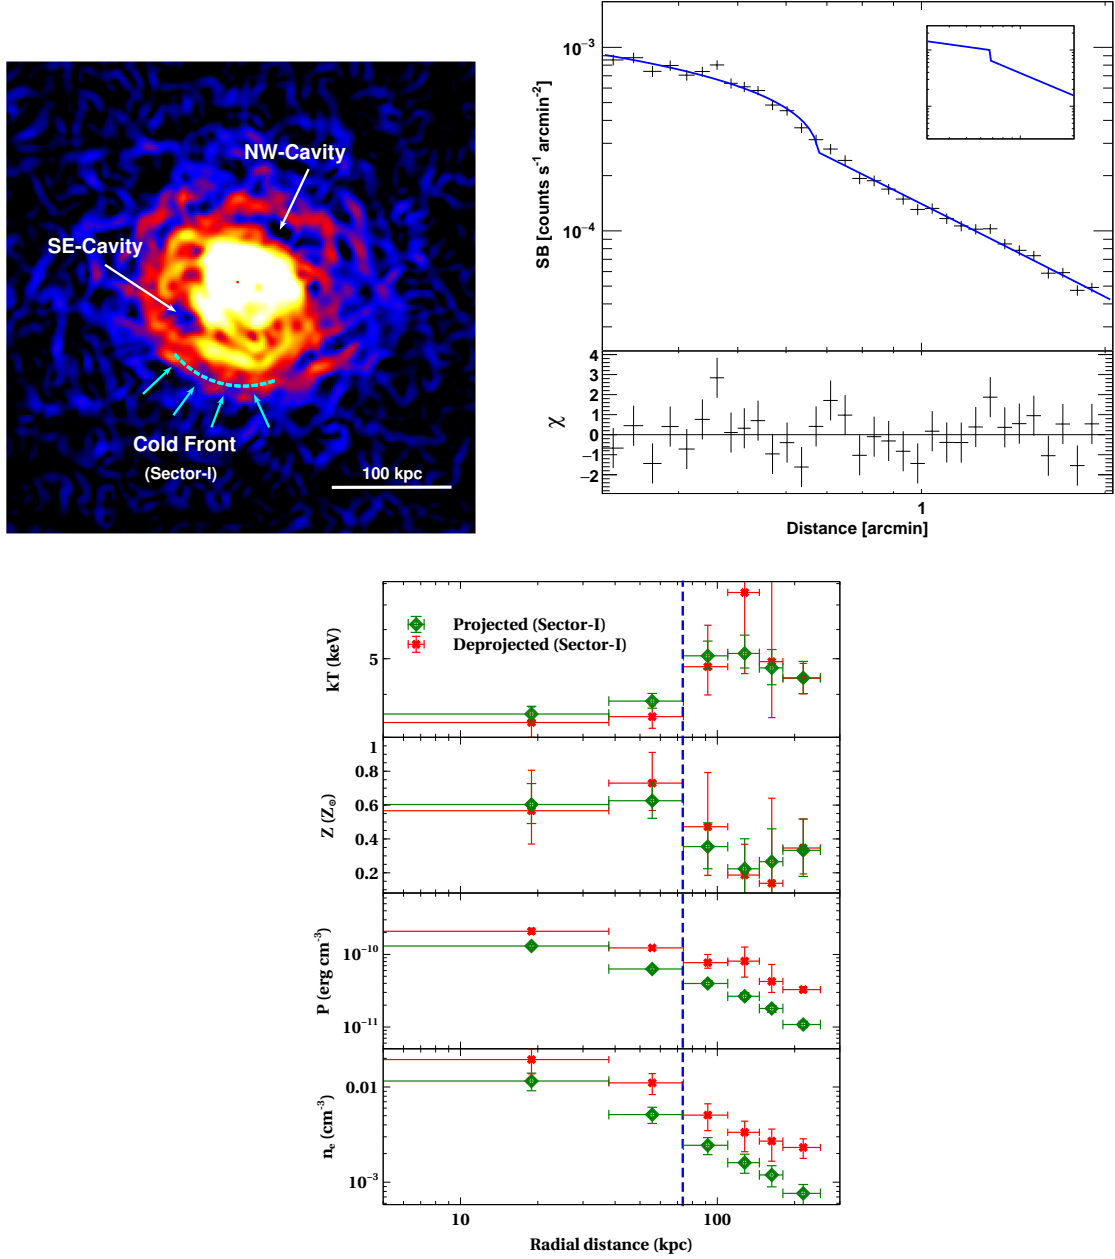 NW-Cavity
SE-Cavity
Cold Front
(Sector-I)
100 kpc
10⁻³
10⁻⁴
SB [counts s⁻¹ arcmin⁻²]
4
3
2
1
0
−1
−2
χ
1
Distance [arcmin]
Projected (Sector-I)
Deprojected (Sector-I)
5
kT (keV)
1
0.8
0.6
0.4
0.2
Z (Z⊙)
10⁻¹⁰
10⁻¹¹
P (erg cm⁻³)
0.01
10⁻³
nₑ (cm⁻³)
10 100
Radial distance (kpc)